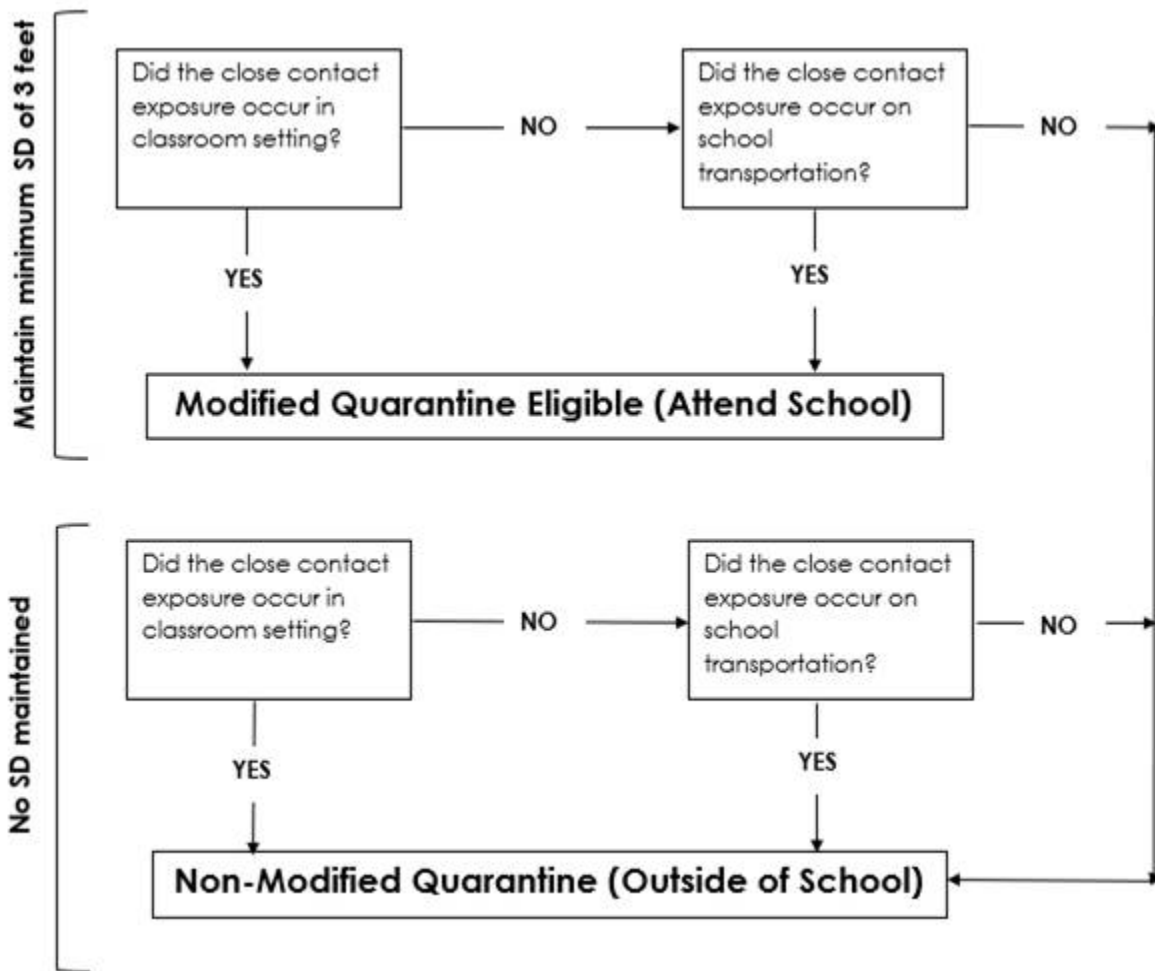 Maintain minimum SD of 3 feet
Did the close contact
exposure occur in
classroom setting?
NO
Did the close contact
exposure occur on
school
transportation?
NO
YES
YES
Modified Quarantine Eligible (Attend School)
No SD maintained
Did the close contact
exposure occur in
classroom setting?
NO
Did the close contact
exposure occur on
school
transportation?
NO
YES
YES
Non-Modified Quarantine (Outside of School)